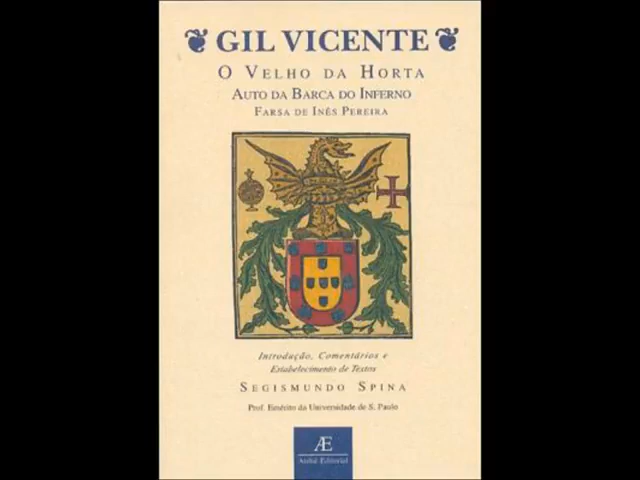 GIL VICENTE
O VELHO DA HORTA
AUTO DA BARCA DO INFERNO
FARSA DE INÊS PEREIRA
Introdução, Comentários e
Estabelecimento de Textos
SEGISMUNDO SPINA
Prof. Emérito da Universidade de S. Paulo
Æ
Ateliê Editorial